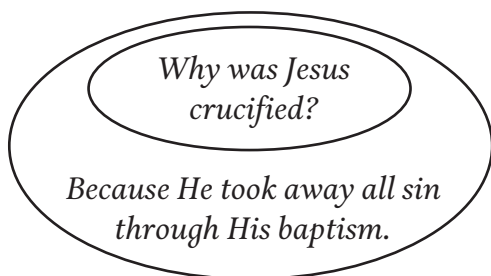 Why was Jesus
crucified?
Because He took away all sin
through His baptism.